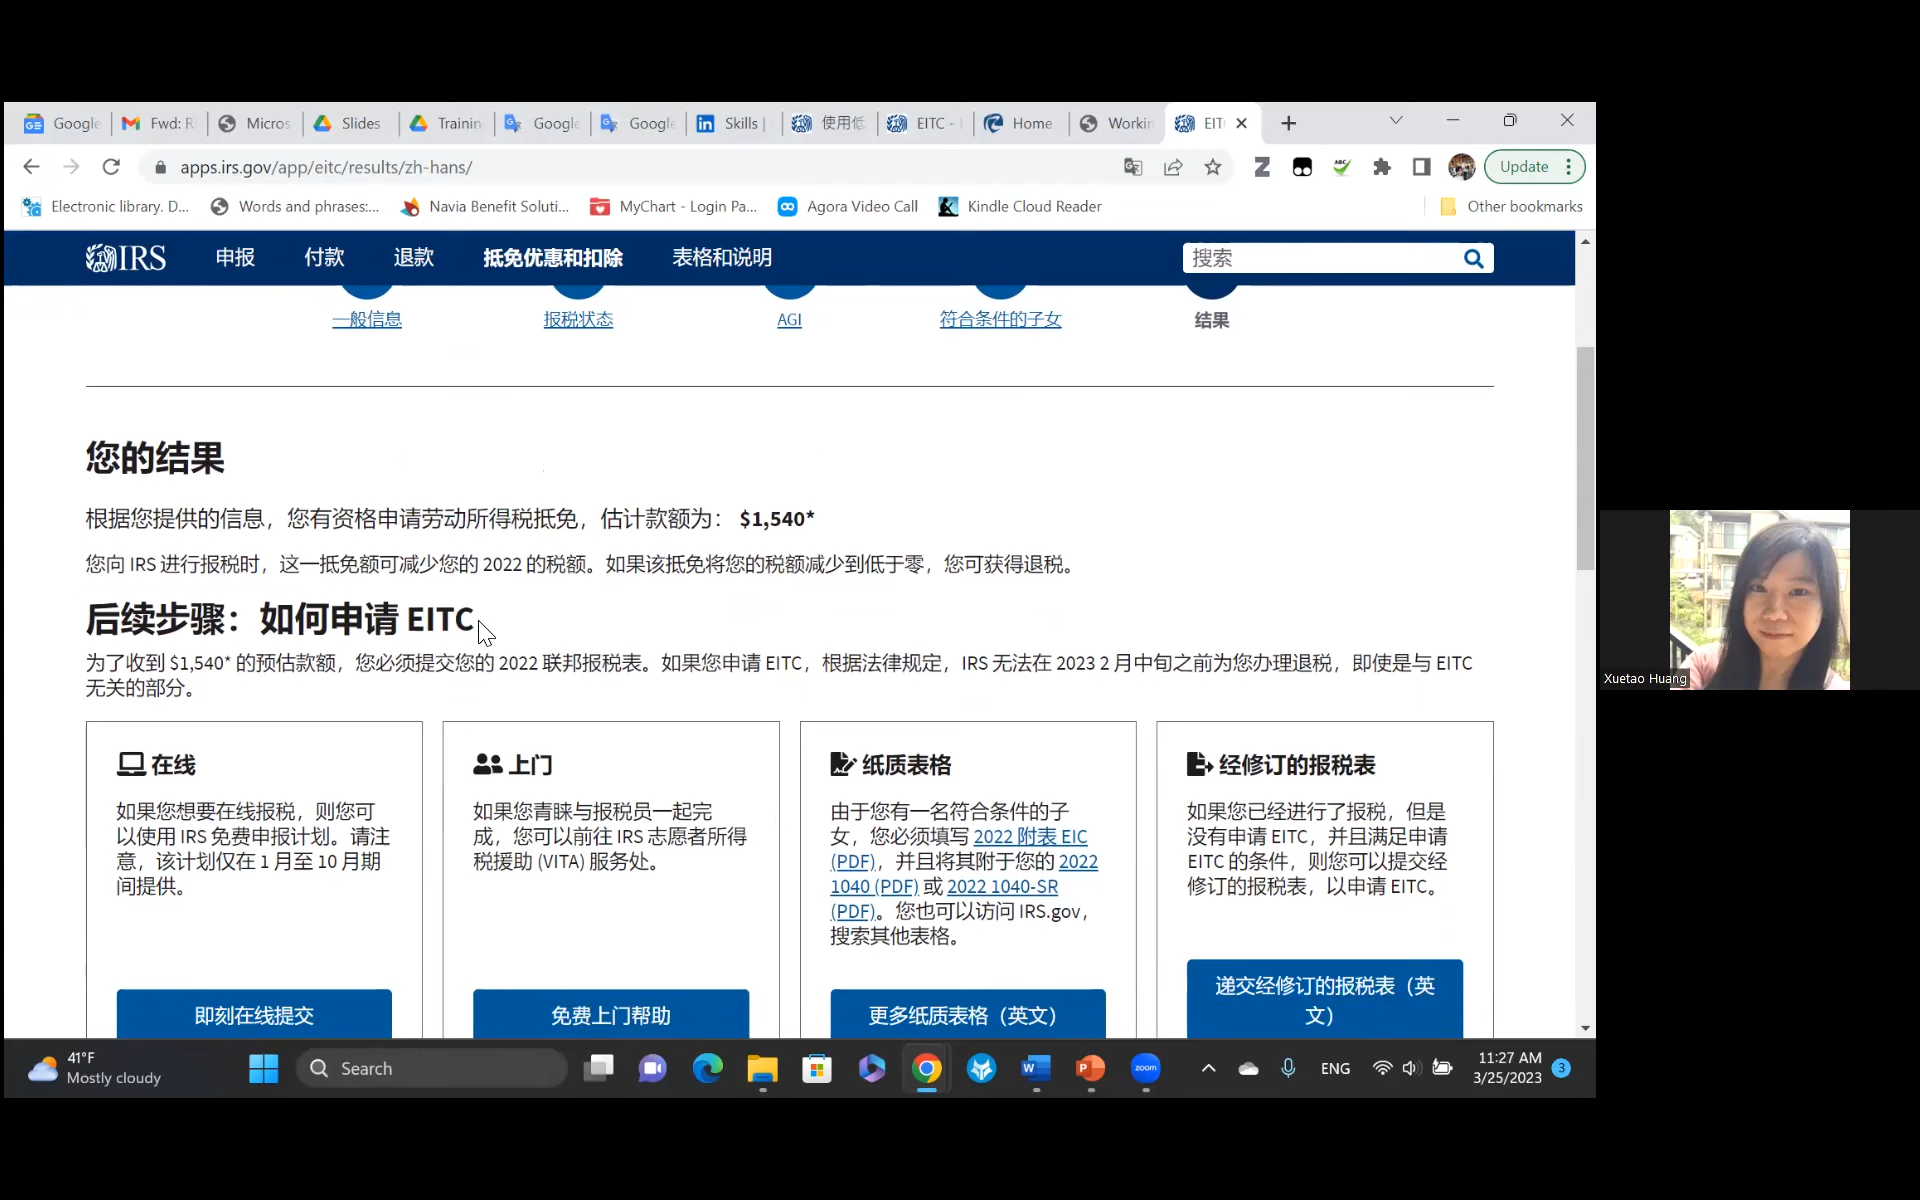 Google
Fwd: R
Micros
Slides
Trainin
Google
Google
Skills |
使用低
EITC -
Home
Workin
EIT
apps.irs.gov/app/eitc/results/zh-hans/
Update
Electronic library. D...
Words and phrases:...
Navia Benefit Soluti...
MyChart - Login Pa...
Agora Video Call
Kindle Cloud Reader
Other bookmarks
IRS
申报
付款
退款
抵免优惠和扣除
表格和说明
搜索
一般信息
报税状态
AGI
符合条件的子女
结果
您的结果
根据您提供的信息，您有资格申请劳动所得税抵免，估计款额为： $1,540*
您向 IRS 进行报税时，这一抵免额可减少您的 2022 的税额。如果该抵免将您的税额减少到低于零，您可获得退税。
后续步骤：如何申请 EITC
为了收到 $1,540* 的预估款额，您必须提交您的 2022 联邦报税表。如果您申请 EITC，根据法律规定，IRS 无法在 2023 2 月中旬之前为您办理退税，即使是与 EITC
无关的部分。
在线
如果您想要在线报税，则您可
以使用 IRS 免费申报计划。请注
意，该计划仅在 1 月至 10 月期
间提供。
即刻在线提交
上门
如果您青睐与报税员一起完
成，您可以前往 IRS 志愿者所得
税援助 (VITA) 服务处。
免费上门帮助
纸质表格
由于您有一名符合条件的子
女，您必须填写 2022 附表 EIC
(PDF)，并且将其附于您的 2022
1040 (PDF) 或 2022 1040-SR
(PDF)。您也可以访问 IRS.gov，
搜索其他表格。
更多纸质表格（英文）
经修订的报税表
如果您已经进行了报税，但是
没有申请 EITC，并且满足申请
EITC 的条件，则您可以提交经
修订的报税表，以申请 EITC。
递交经修订的报税表（英
文）
Xuetao Huang
41°F
Mostly cloudy
Search
zoom
ENG
11:27 AM
3/25/2023
3